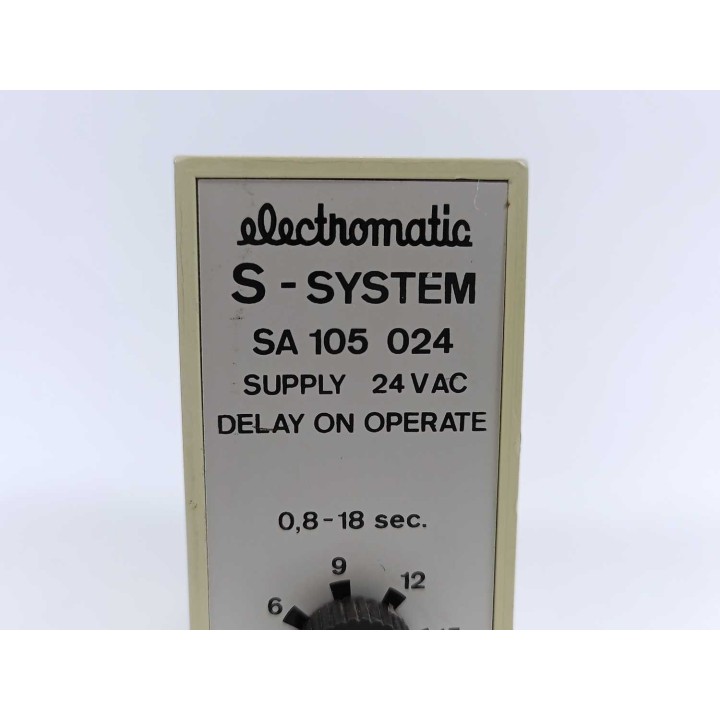 electromatic
S - SYSTEM
SA 105 024
SUPPLY 24 VAC
DELAY ON OPERATE
0,8 - 18 sec.
9
12
6